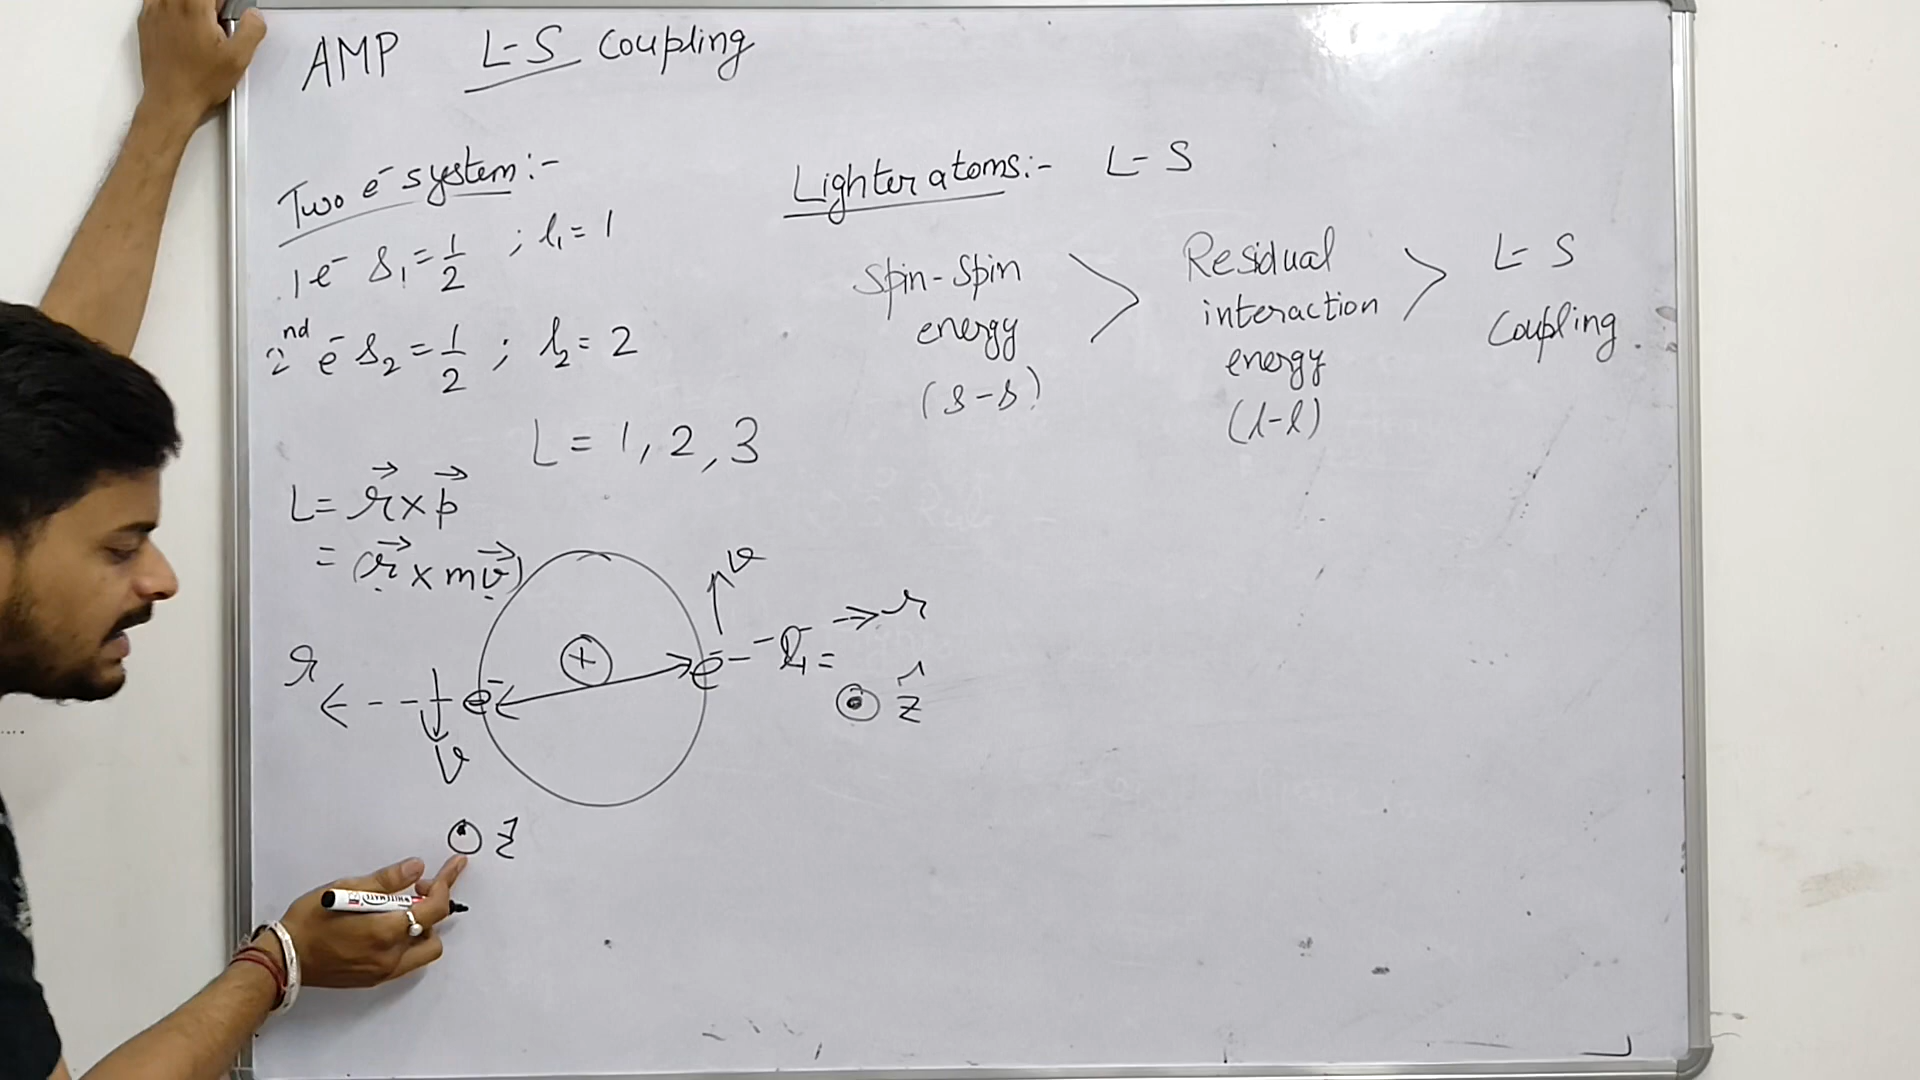 AMP L-S Coupling
Two e⁻ system:-
1e⁻ s₁ = 1/2 ; l₁ = 1
2nd e⁻ s₂ = 1/2 ; l₂ = 2
L = 1, 2, 3
L = r⃗ × p⃗
= (r⃗ × mv⃗)
v
r
e⁻ l₁ =
+
r
e⁻
ẑ
v
z
Lighter atoms:- L-S
Spin-Spin energy (s-s) > Residual interaction energy (l-l) > L-S Coupling